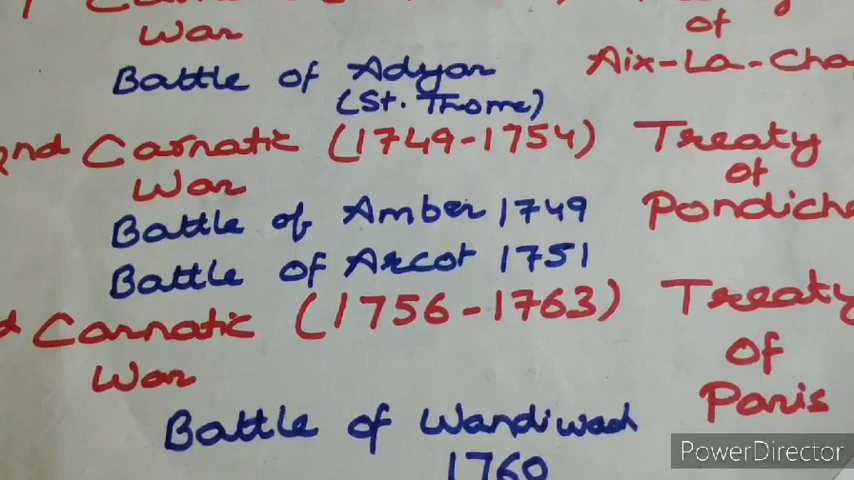 War
of
Battle of Adyar
Aix-La-Cha
(St. Thome)
2nd Carnatic (1749-1754) Treaty
War
of
Battle of Amber 1749
Pondiche
Battle of Arcot 1751
d Carnatic (1756-1763) Treaty
War
of
Paris
Battle of Wandiwash
1760
PowerDirector